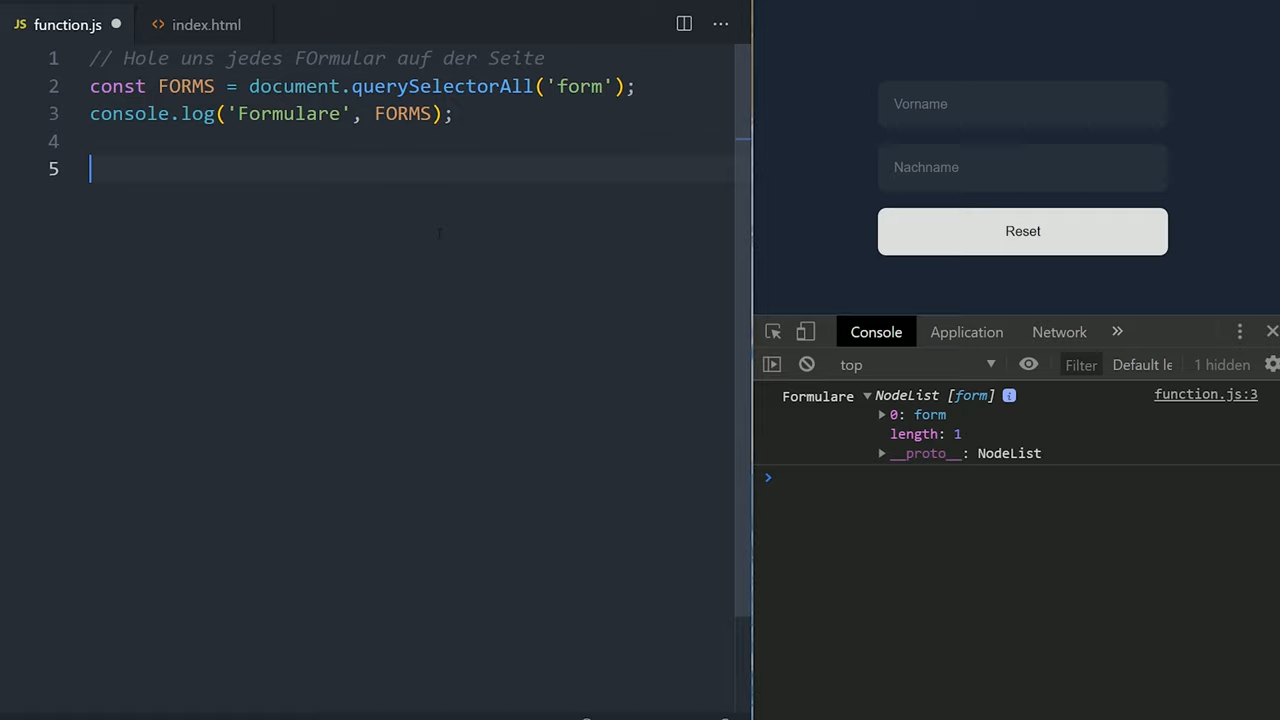 JS function.js
<> index.html
1 // Hole uns jedes FOrmular auf der Seite
2 const FORMS = document.querySelectorAll('form');
3 console.log('Formulare', FORMS);
4
5
Vorname
Nachname
Reset
Console Application Network »
top Filter Default le 1 hidden
Formulare NodeList [form] i function.js:3
0: form
length: 1
__proto__: NodeList